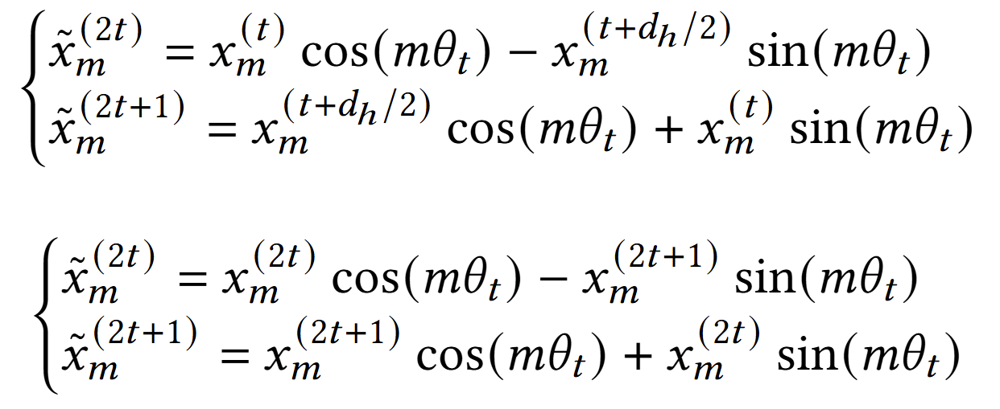 x̃_m^{(2t)} = x_m^{(t)} cos(mθ_t) − x_m^{(t+d_h/2)} sin(mθ_t)
x̃_m^{(2t+1)} = x_m^{(t+d_h/2)} cos(mθ_t) + x_m^{(t)} sin(mθ_t)
x̃_m^{(2t)} = x_m^{(2t)} cos(mθ_t) − x_m^{(2t+1)} sin(mθ_t)
x̃_m^{(2t+1)} = x_m^{(2t+1)} cos(mθ_t) + x_m^{(2t)} sin(mθ_t)